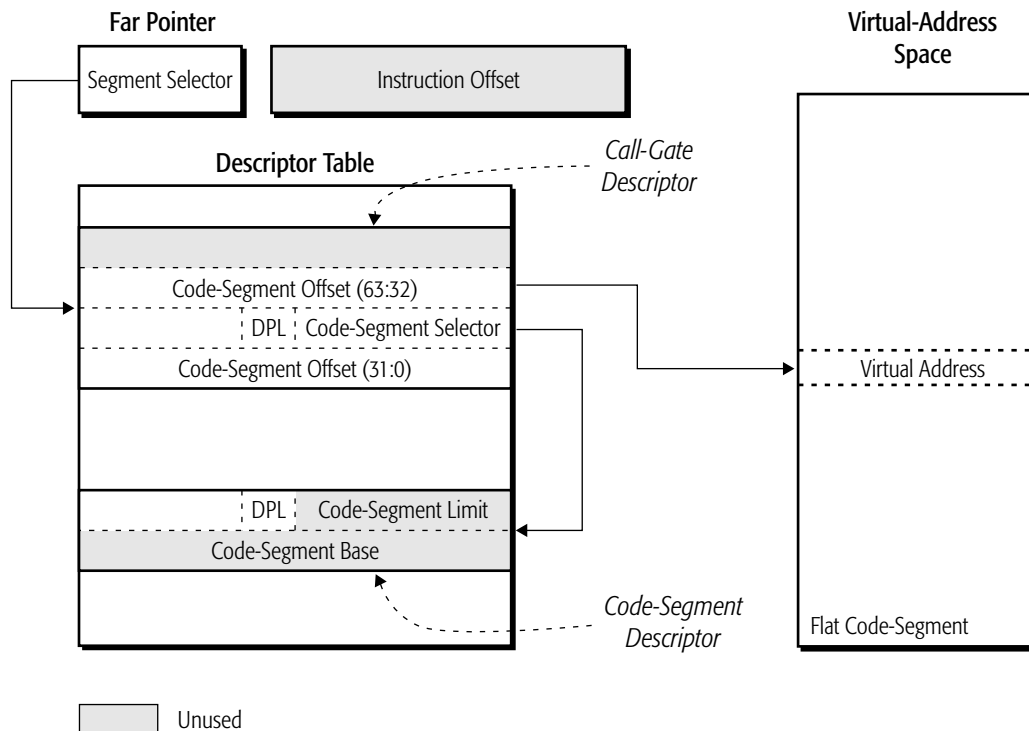 Far Pointer
Virtual-Address
Space
Segment Selector
Instruction Offset
Descriptor Table
Call-Gate
Descriptor
Code-Segment Offset (63:32)
DPL
Code-Segment Selector
Code-Segment Offset (31:0)
Virtual Address
DPL
Code-Segment Limit
Code-Segment Base
Code-Segment
Descriptor
Flat Code-Segment
Unused